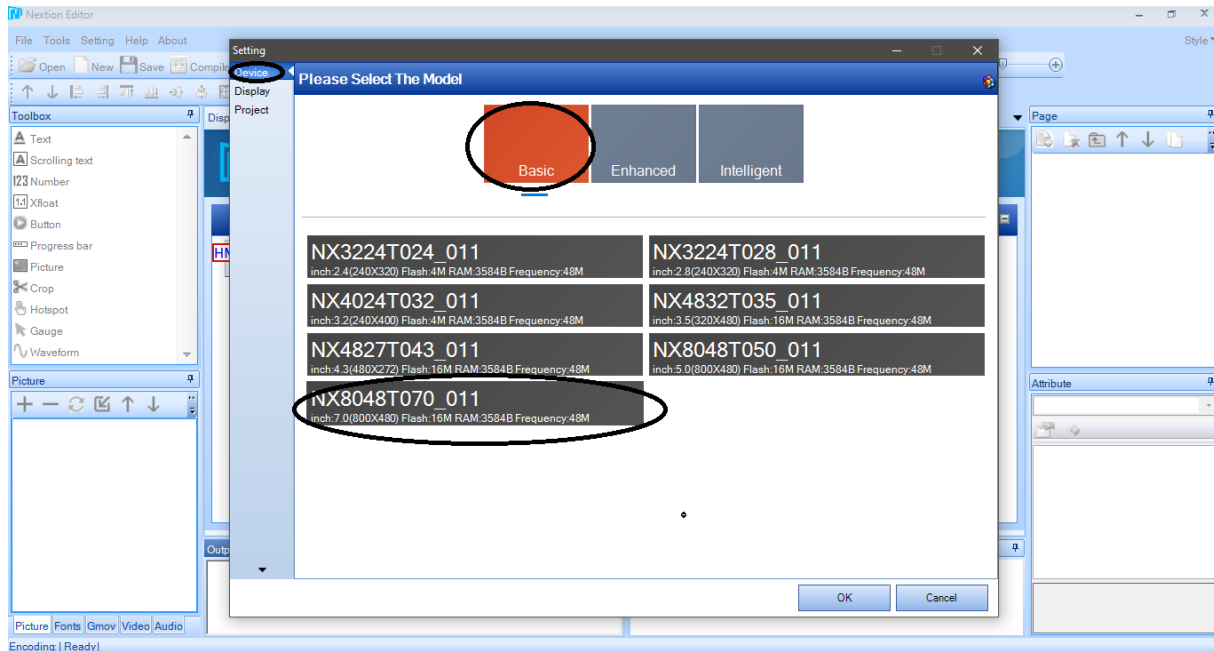 Nextion Editor
File Tools Setting Help About
Style
Open New Save Compile
Setting
Device
Display
Project
Please Select The Model
Basic
Enhanced
Intelligent
NX3224T024_011
inch:2.4(240X320) Flash:4M RAM:3584B Frequency:48M
NX3224T028_011
inch:2.8(240X320) Flash:4M RAM:3584B Frequency:48M
NX4024T032_011
inch:3.2(240X400) Flash:4M RAM:3584B Frequency:48M
NX4832T035_011
inch:3.5(320X480) Flash:16M RAM:3584B Frequency:48M
NX4827T043_011
inch:4.3(480X272) Flash:16M RAM:3584B Frequency:48M
NX8048T050_011
inch:5.0(800X480) Flash:16M RAM:3584B Frequency:48M
NX8048T070_011
inch:7.0(800X480) Flash:16M RAM:3584B Frequency:48M
OK
Cancel
Toolbox
Text
Scrolling text
Number
Xfloat
Button
Progress bar
Picture
Crop
Hotspot
Gauge
Waveform
Picture
Picture Fonts Gmov Video Audio
Disp
HM
Outp
Page
Attribute
Encoding:| Ready|